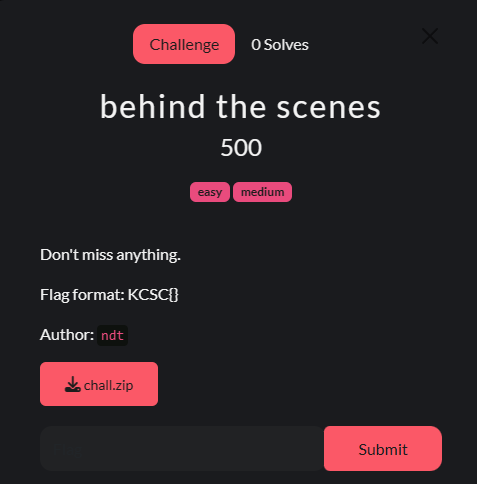 Challenge 0 Solves
behind the scenes
500
easy medium
Don't miss anything.
Flag format: KCSC{}
Author: ndt
chall.zip
Submit